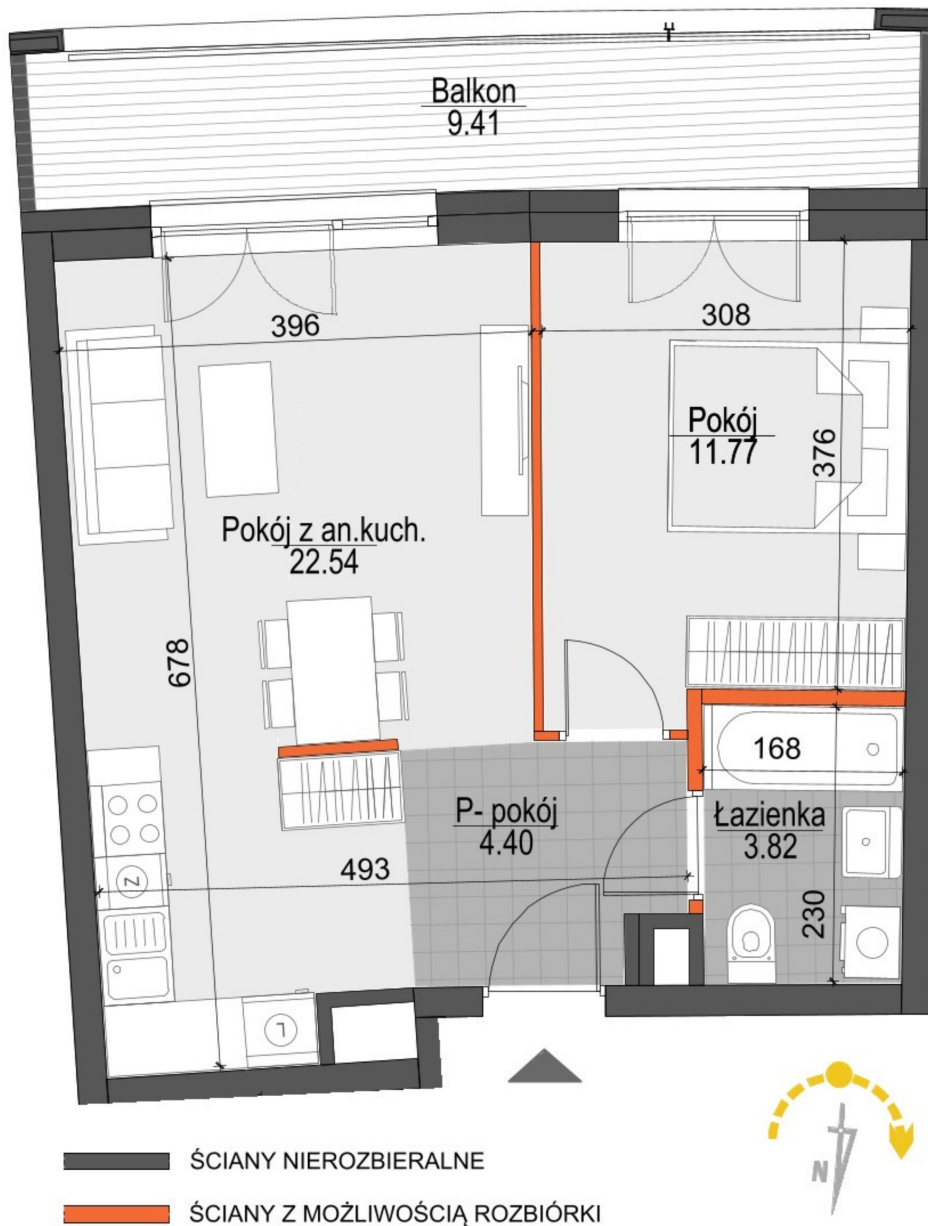 Balkon
9.41
396
308
Pokój
11.77
376
Pokój z an.kuch.
22.54
678
168
P- pokój
4.40
Łazienka
3.82
493
Z
230
L
N
ŚCIANY NIEROZBIERALNE
ŚCIANY Z MOŻLIWOŚCIĄ ROZBIÓRKI